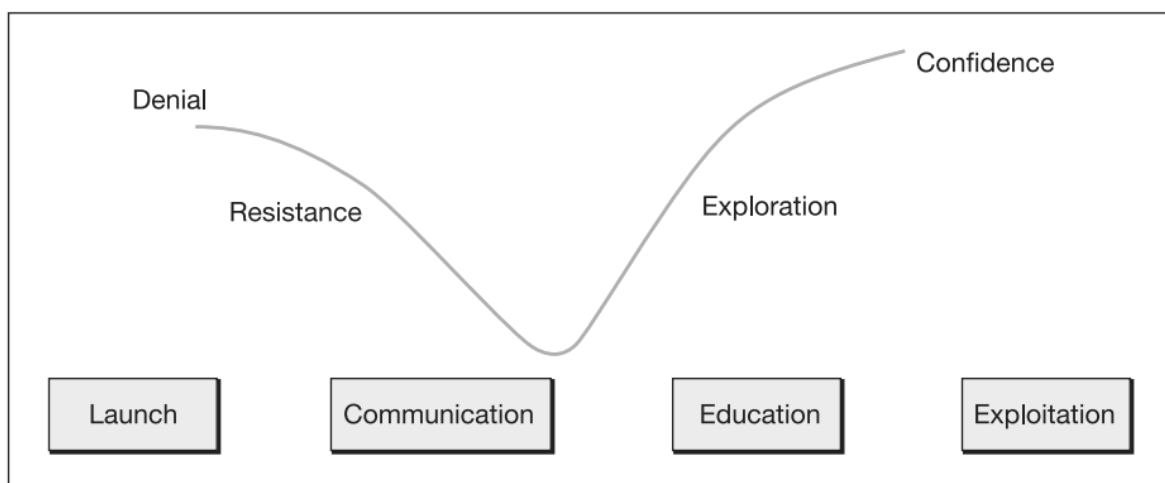 Confidence
Denial
Resistance
Exploration
Launch
Communication
Education
Exploitation